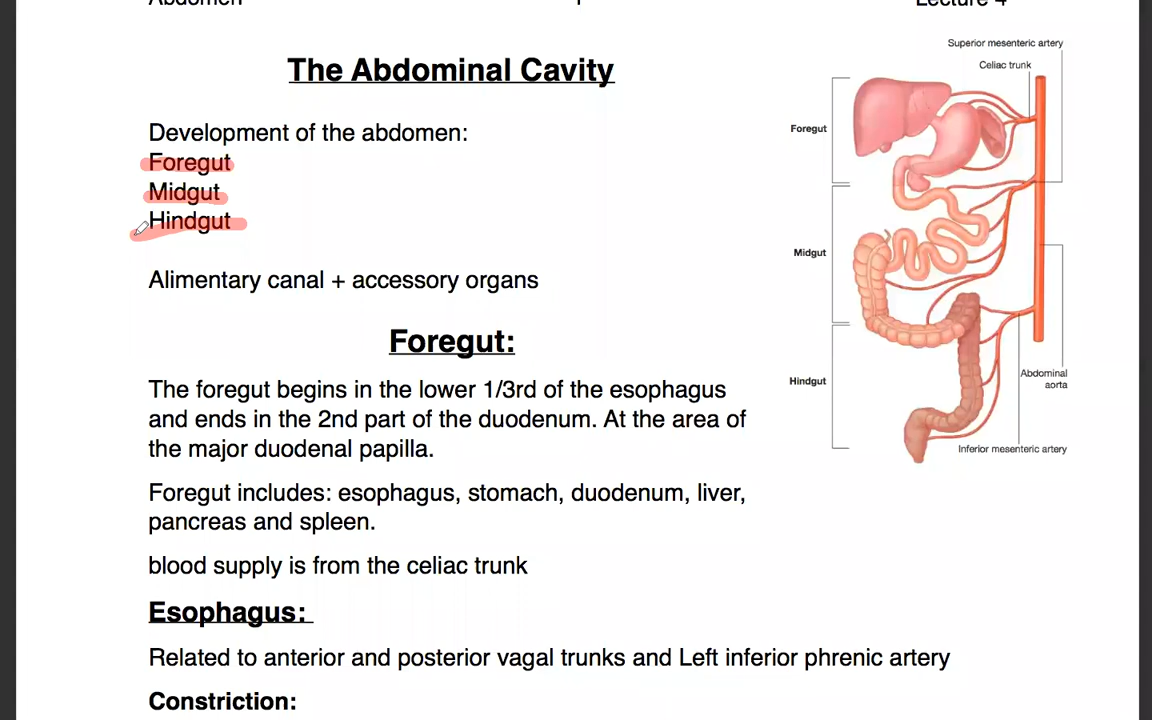 Abdomen
Lecture 4
The Abdominal Cavity
Development of the abdomen:
Foregut
Midgut
Hindgut
Alimentary canal + accessory organs
Foregut:
The foregut begins in the lower 1/3rd of the esophagus
and ends in the 2nd part of the duodenum. At the area of
the major duodenal papilla.
Foregut includes: esophagus, stomach, duodenum, liver,
pancreas and spleen.
blood supply is from the celiac trunk
Esophagus:
Related to anterior and posterior vagal trunks and Left inferior phrenic artery
Constriction:
Superior mesenteric artery
Celiac trunk
Foregut
Midgut
Hindgut
Abdominal
aorta
Inferior mesenteric artery